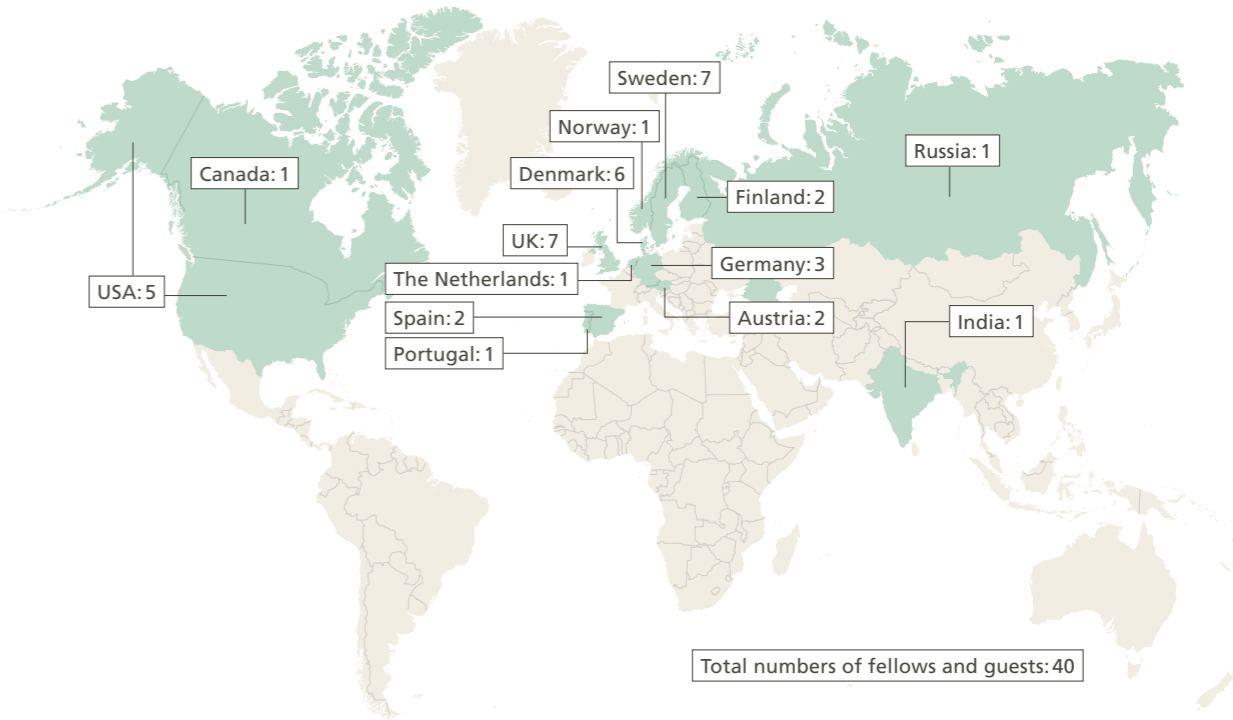 Sweden: 7
Norway: 1
Russia: 1
Canada: 1
Denmark: 6
Finland: 2
UK: 7
Germany: 3
The Netherlands: 1
USA: 5
Spain: 2
Austria: 2
India: 1
Portugal: 1
Total numbers of fellows and guests: 40